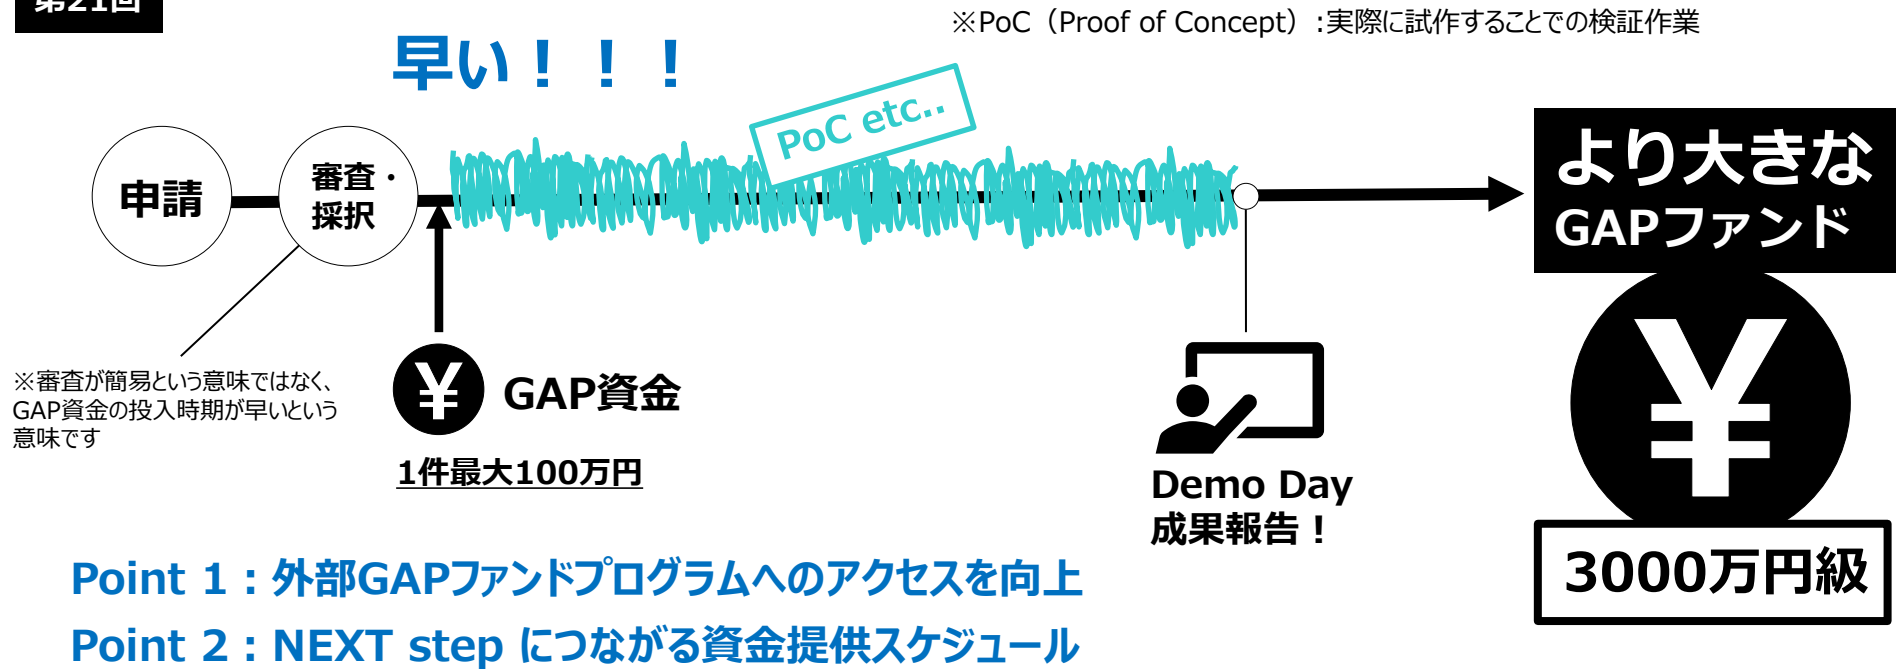 第21回
※PoC（Proof of Concept）:実際に試作することでの検証作業
早い！！！
PoC etc..
申請
審査・
採択
より大きな
GAPファンド
※審査が簡易という意味ではなく、
GAP資金の投入時期が早いという
意味です
¥
GAP資金
1件最大100万円
Demo Day
成果報告！
¥
3000万円級
Point 1：外部GAPファンドプログラムへのアクセスを向上
Point 2：NEXT step につながる資金提供スケジュール